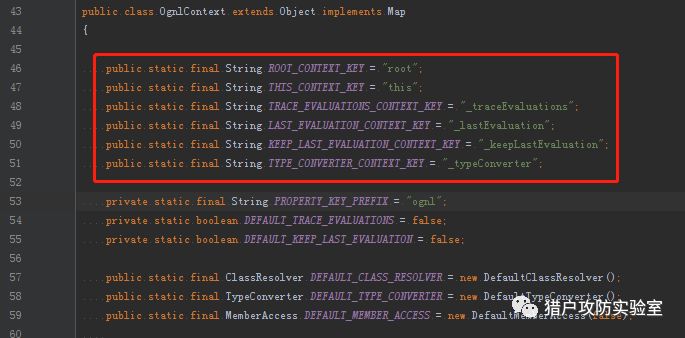 43 public class OgnlContext extends Object implements Map
44 {
45
46 public static final String ROOT_CONTEXT_KEY = "root";
47 public static final String THIS_CONTEXT_KEY = "this";
48 public static final String TRACE_EVALUATIONS_CONTEXT_KEY = "_traceEvaluations";
49 public static final String LAST_EVALUATION_CONTEXT_KEY = "_lastEvaluation";
50 public static final String KEEP_LAST_EVALUATION_CONTEXT_KEY = "_keepLastEvaluation";
51 public static final String TYPE_CONVERTER_CONTEXT_KEY = "_typeConverter";
52
53 private static final String PROPERTY_KEY_PREFIX = "ognl";
54 private static boolean DEFAULT_TRACE_EVALUATIONS = false;
55 private static boolean DEFAULT_KEEP_LAST_EVALUATION = false;
56
57 public static final ClassResolver DEFAULT_CLASS_RESOLVER = new DefaultClassResolver();
58 public static final TypeConverter DEFAULT_TYPE_CONVERTER = new DefaultTypeConverter();
59 public static final MemberAccess DEFAULT_MEMBER_ACCESS = new DefaultMemberAccess(false);
60
猎户攻防实验室